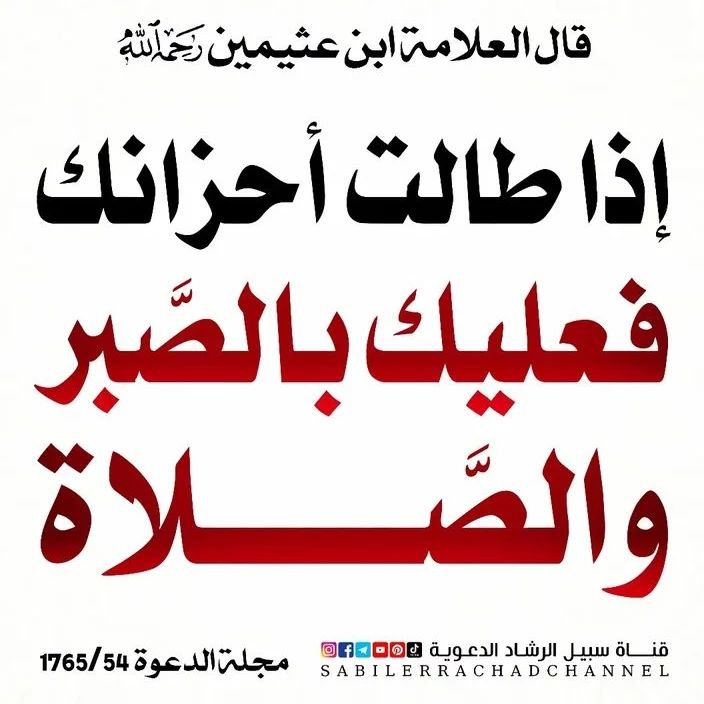 قال العلامة ابن عثيمين رحمه الله
إذا طالت أحزانك
فعليك بالصَّبر
والصَّلاة
قناة سبيل الرشاد الدعوية
SABILERRACHADCHANNEL
مجلة الدعوة 1765/54